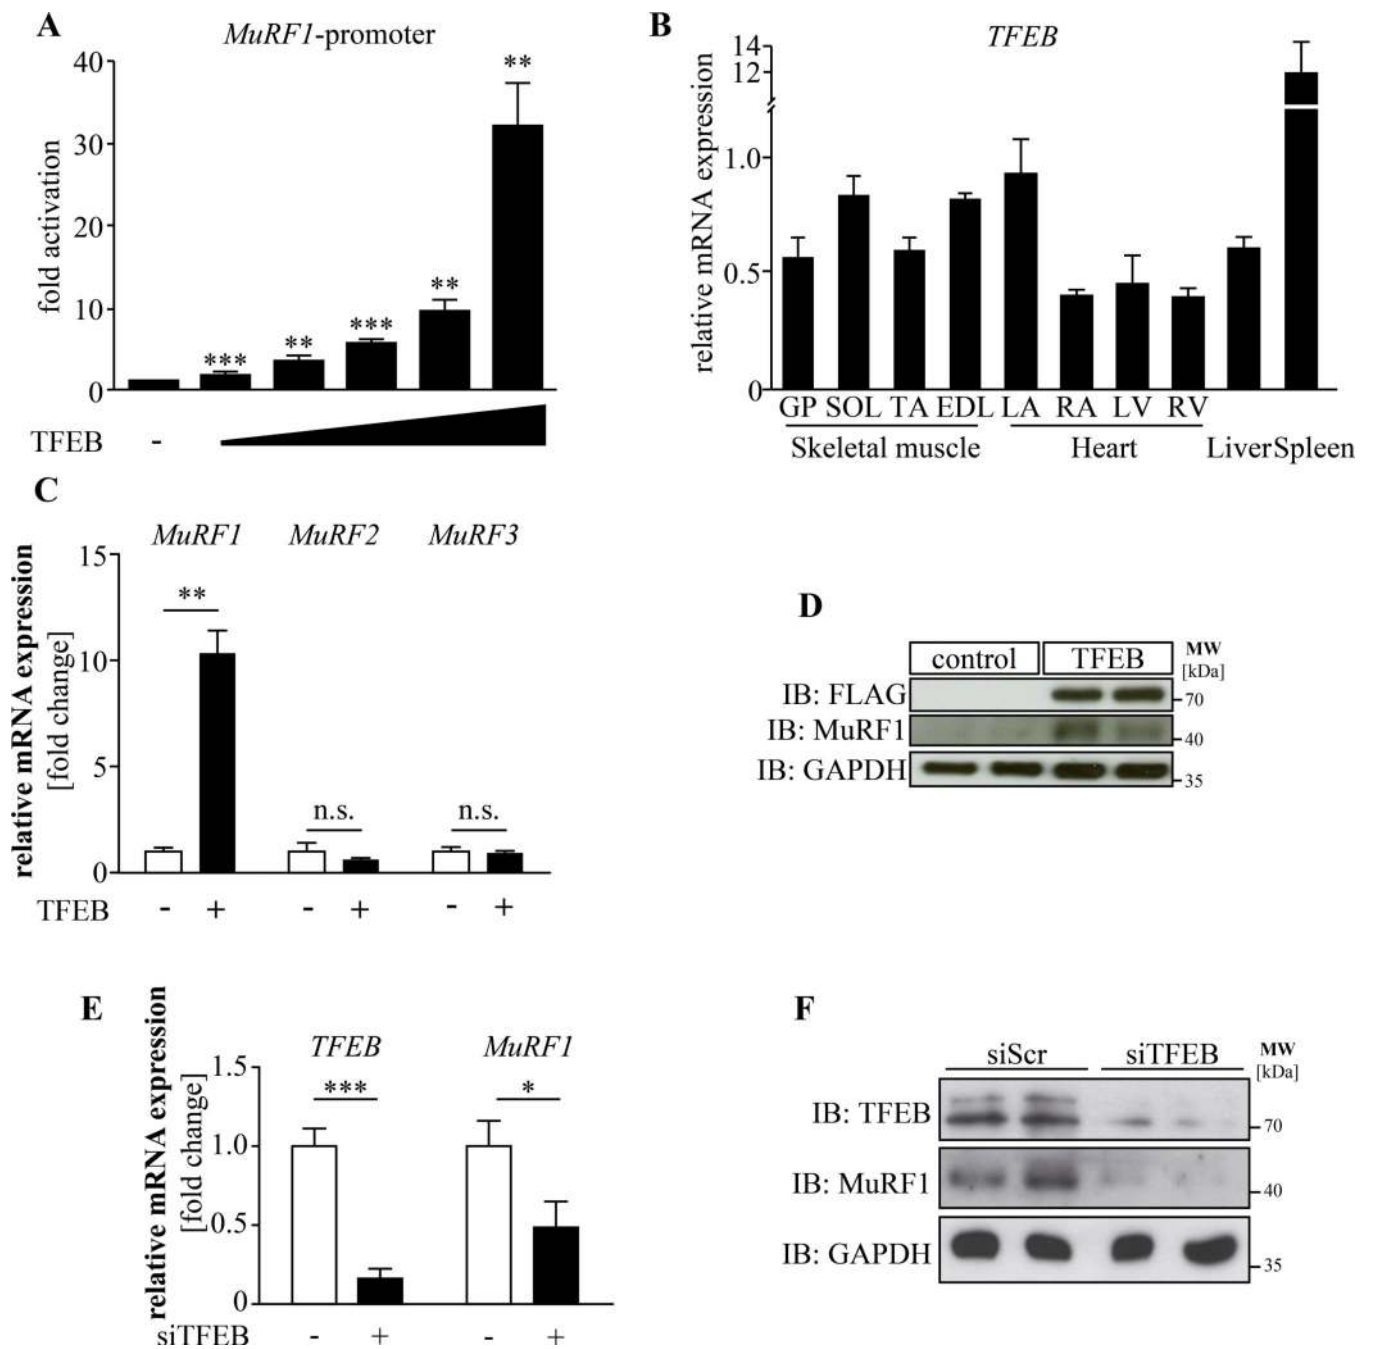 A
MuRF1-promoter
fold activation
40
30
20
10
0
***
**
***
**
**
TFEB
-
B
TFEB
relative mRNA expression
14
12
1.0
0.5
0
GP SOL TA EDL LA RA LV RV
Skeletal muscle Heart Liver Spleen
C
MuRF1 MuRF2 MuRF3
relative mRNA expression
[fold change]
15
10
5
0
**
n.s.
n.s.
TFEB - + - + - +
D
control TFEB MW
[kDa]
IB: FLAG 70
IB: MuRF1 40
IB: GAPDH 35
E
TFEB MuRF1
relative mRNA expression
[fold change]
1.5
1.0
0.5
0
***
*
siTFEB - + - +
F
siScr siTFEB MW
[kDa]
IB: TFEB 70
IB: MuRF1 40
IB: GAPDH 35